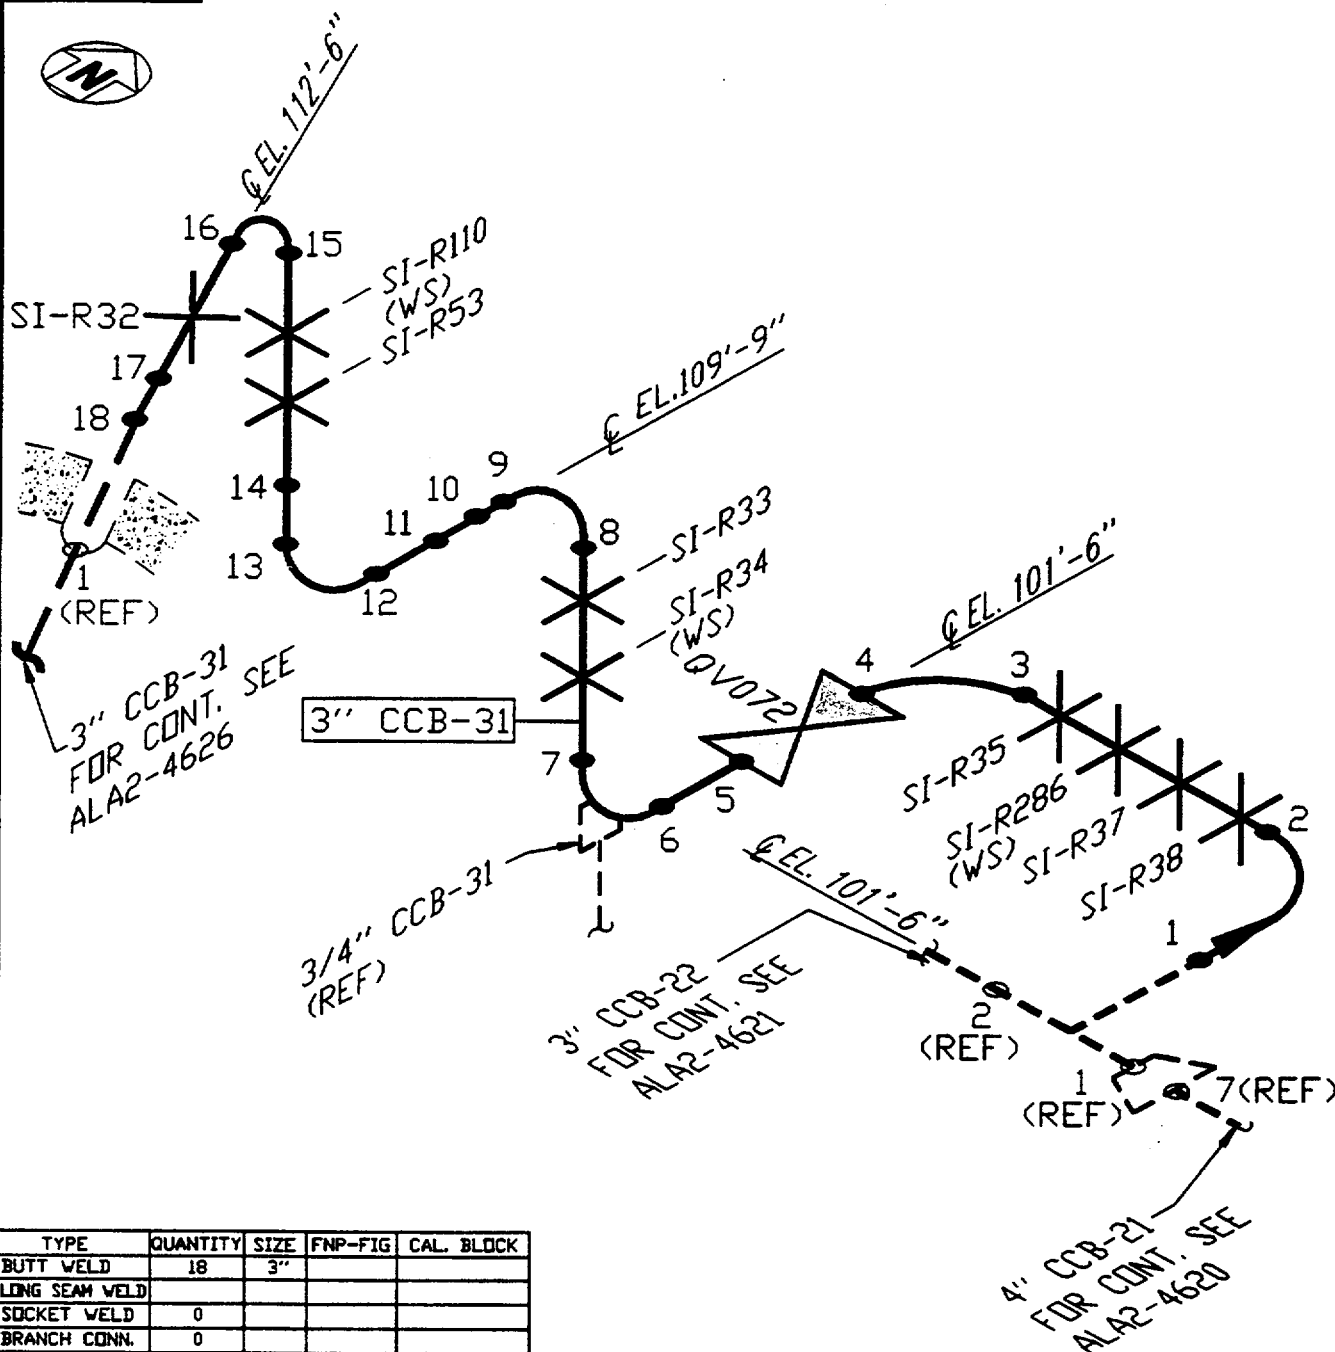 N
℄ EL. 112'-6"
16
15
SI-R110
(WS)
SI-R53
SI-R32
17
18
℄ EL.109'-9"
14
13
12
11
10
9
8
SI-R33
SI-R34
(WS)
QV072
1
(REF)
3" CCB-31
FOR CONT. SEE
ALA2-4626
3" CCB-31
7
6
5
4
℄ EL. 101'-6"
3
SI-R35
SI-R286
(WS)
SI-R37
SI-R38
2
1
3/4" CCB-31
(REF)
℄ EL. 101'-6"
3" CCB-22
FOR CONT. SEE
ALA2-4621
2
(REF)
1
(REF)
7(REF)
4" CCB-21
FOR CONT. SEE
ALA2-4620
TYPE QUANTITY SIZE FNP-FIG CAL. BLOCK
BUTT WELD 18 3"
LONG SEAM WELD
SOCKET WELD 0
BRANCH CONN. 0